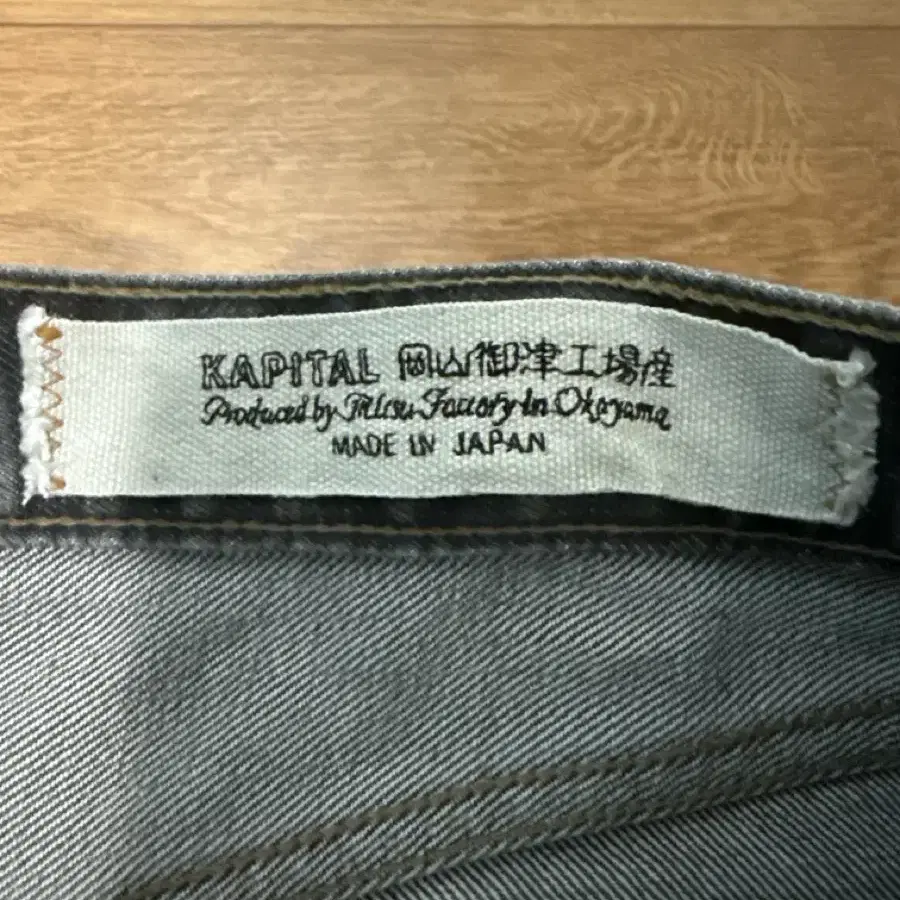 KAPITAL 岡山御津工場産
Produced by Mitsu Factory In Okayama
MADE IN JAPAN